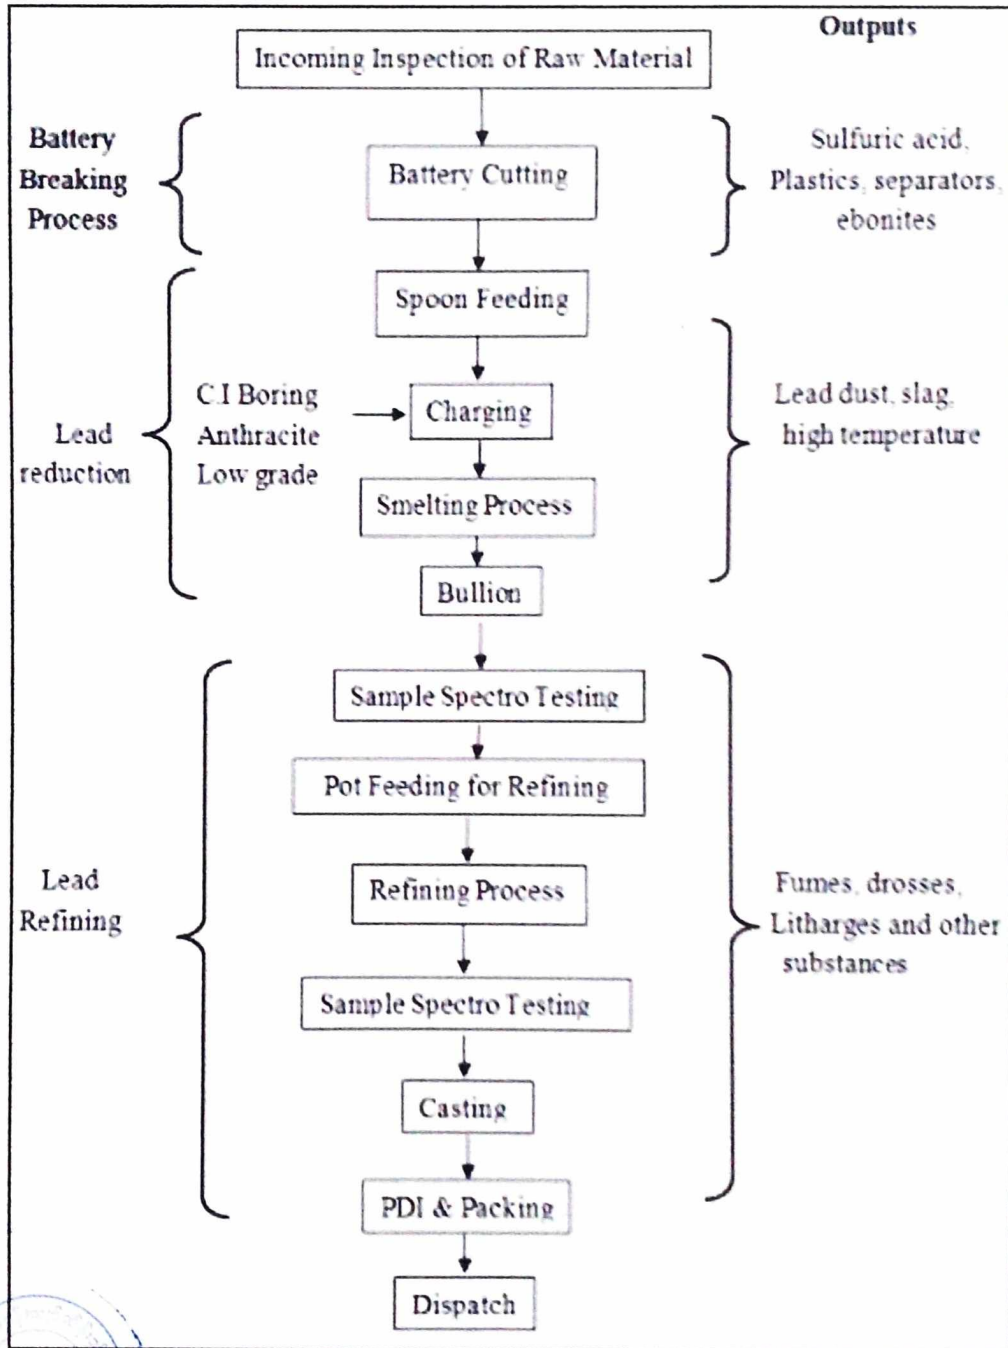 Outputs
Incoming Inspection of Raw Material
Battery
Breaking
Process
Battery Cutting
Sulfuric acid,
Plastics, separators,
ebonites
Spoon Feeding
Lead
reduction
C.I Boring
Anthracite
Low grade
Charging
Lead dust, slag,
high temperature
Smelting Process
Bullion
Sample Spectro Testing
Pot Feeding for Refining
Lead
Refining
Refining Process
Fumes, drosses,
Litharges and other
substances
Sample Spectro Testing
Casting
PDI & Packing
Dispatch